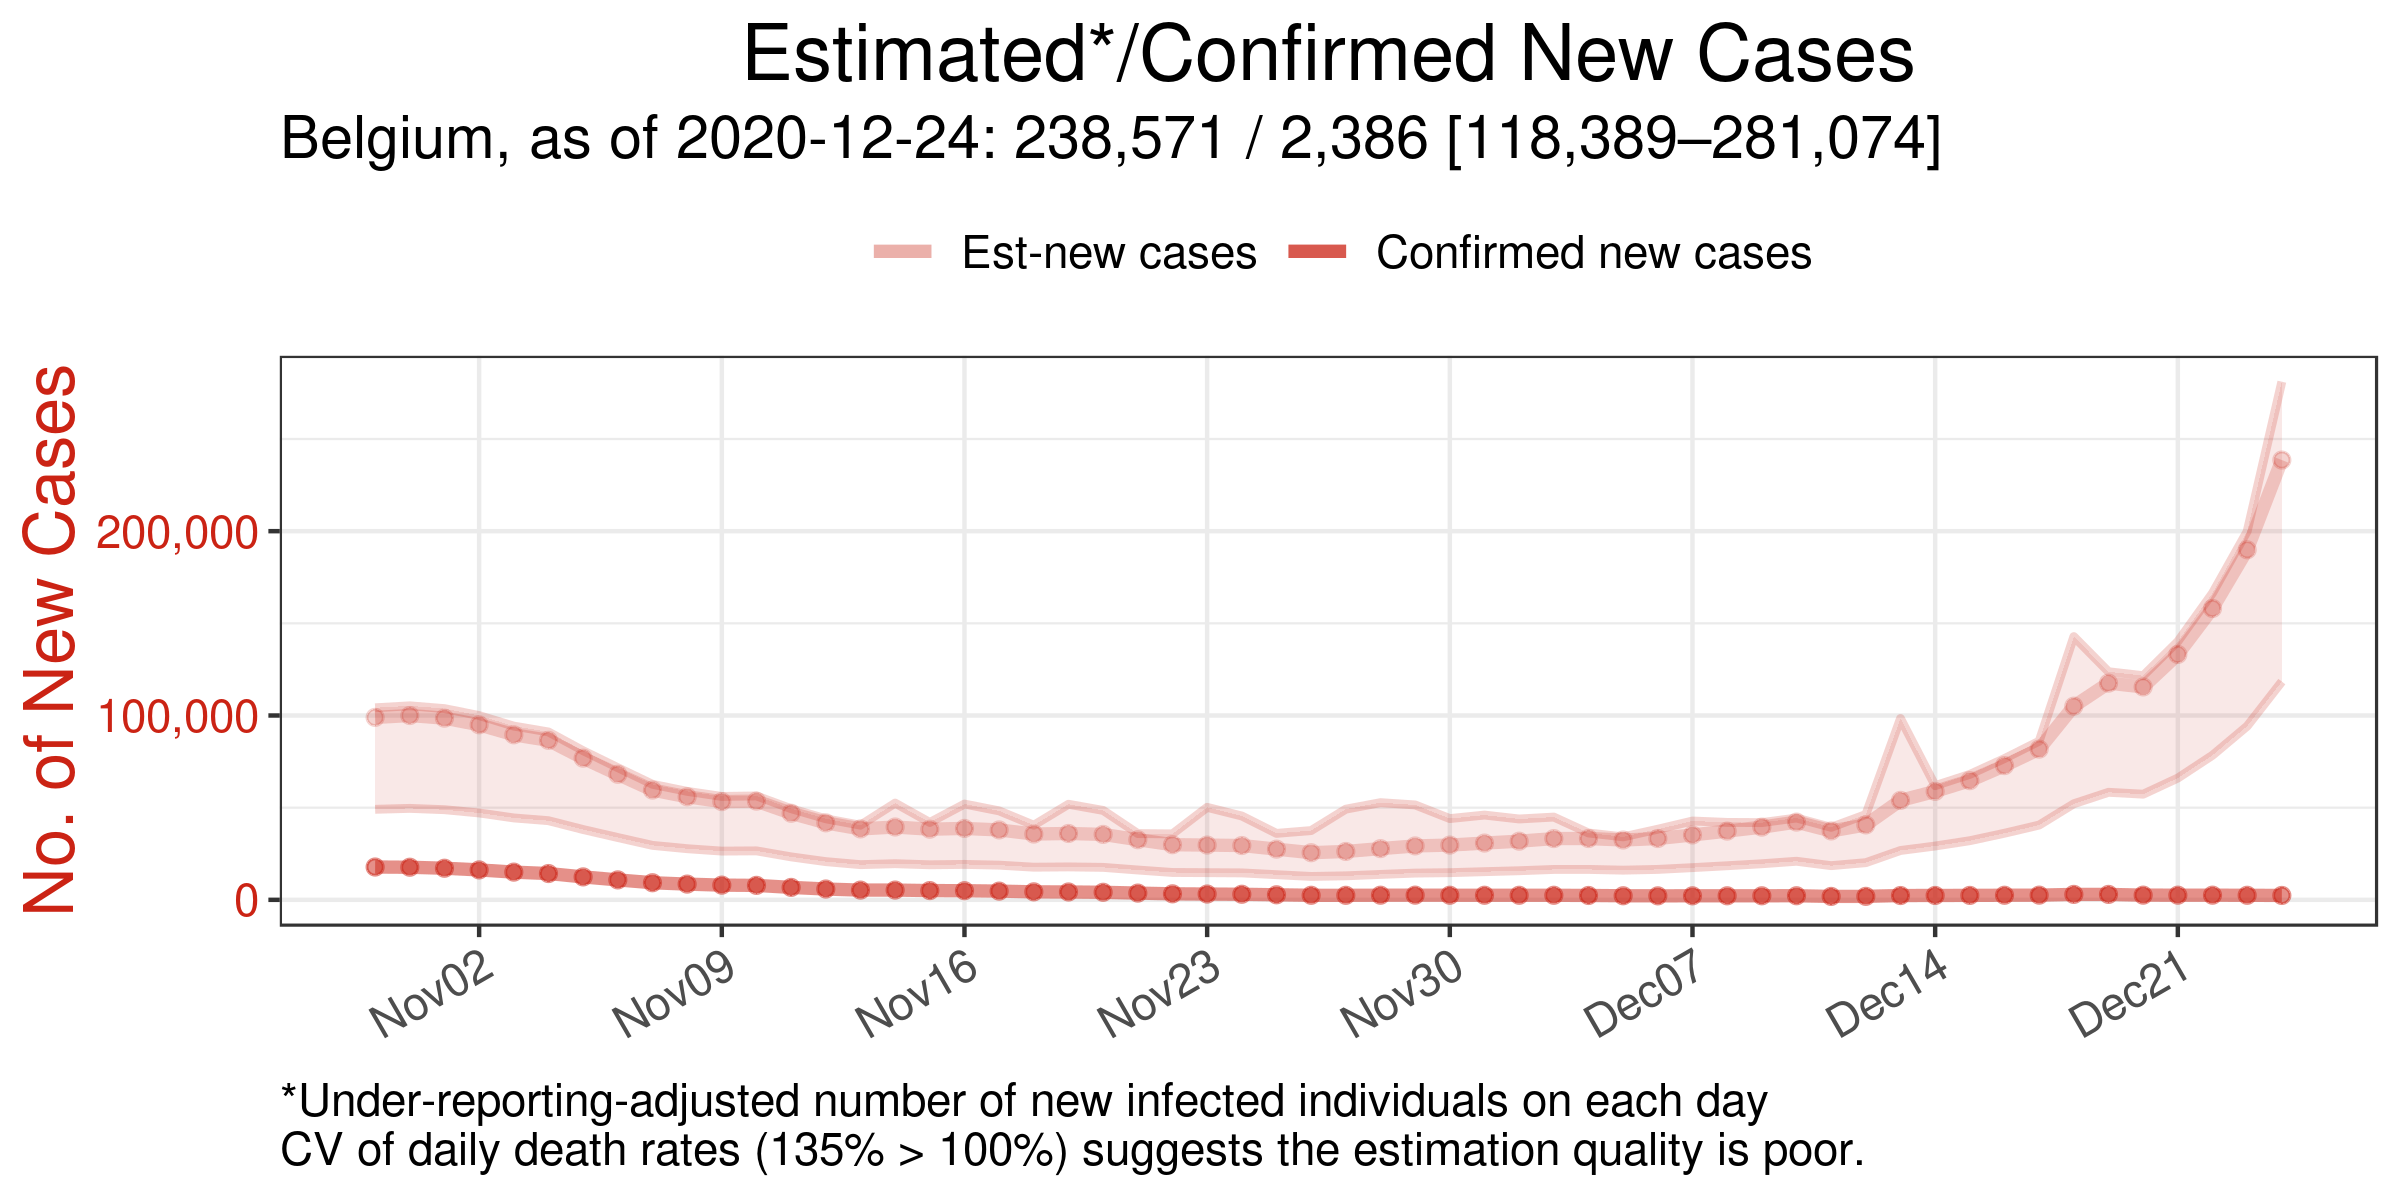 Estimated*/Confirmed New Cases
Belgium, as of 2020-12-24: 238,571 / 2,386 [118,389–281,074]
Est-new cases Confirmed new cases
No. of New Cases
200,000
100,000
0
Nov02 Nov09 Nov16 Nov23 Nov30 Dec07 Dec14 Dec21
*Under-reporting-adjusted number of new infected individuals on each day
CV of daily death rates (135% > 100%) suggests the estimation quality is poor.